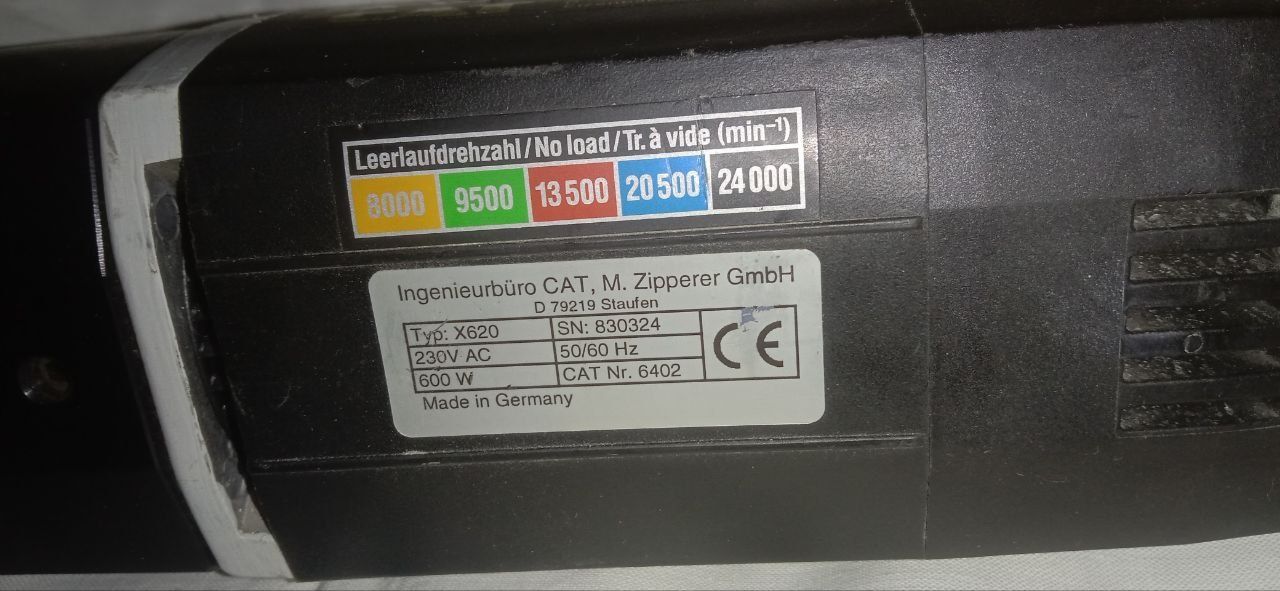 Leerlaufdrehzahl/No load/Tr. à vide (min⁻¹)
8000 9500 13 500 20 500 24 000
Ingenieurbüro CAT, M. Zipperer GmbH
D 79219 Staufen
Typ: X620 SN: 830324
230V AC 50/60 Hz
600 W CAT Nr. 6402
CE
Made in Germany